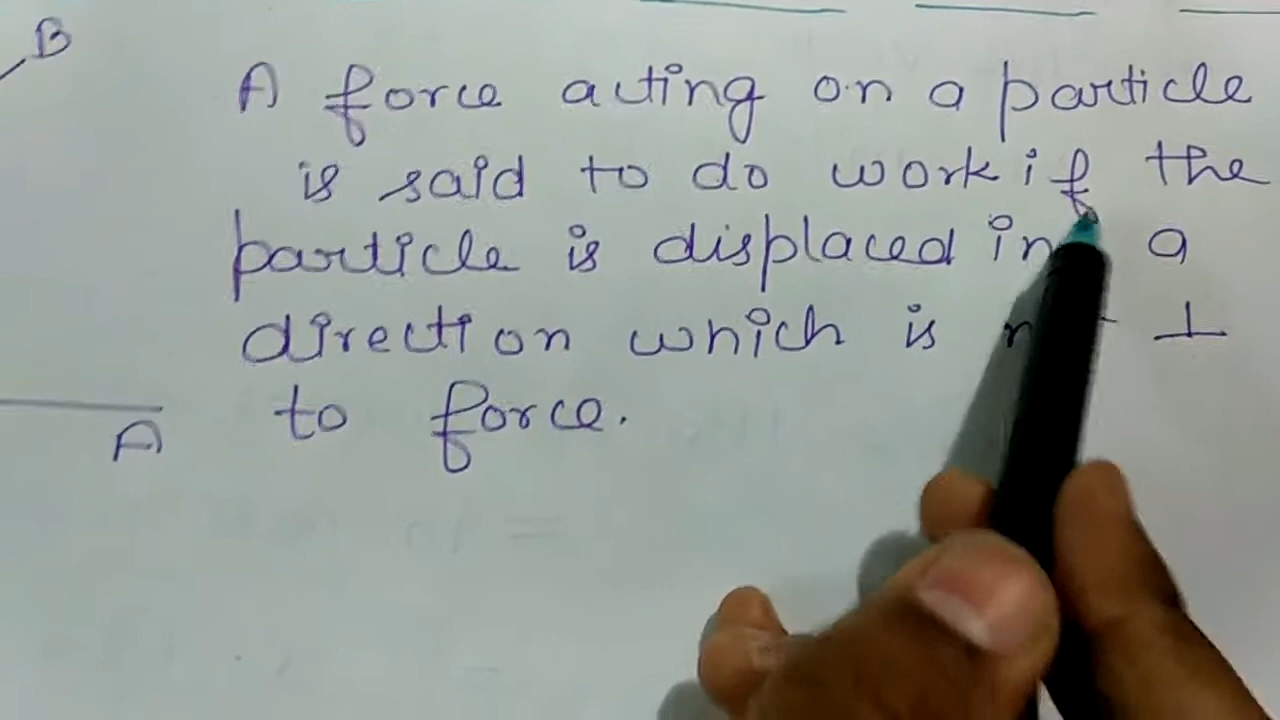 B
A force acting on a particle
is said to do work if the
particle is displaced in a
direction which is not ⊥
to force.
A